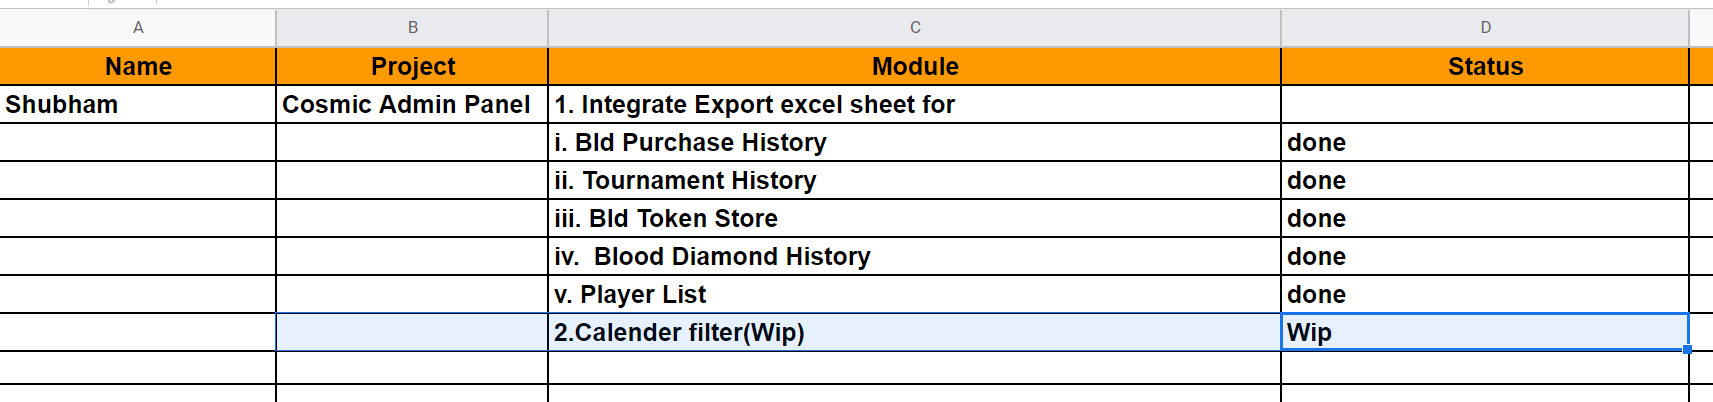 A B C D
Name Project Module Status
Shubham Cosmic Admin Panel 1. Integrate Export excel sheet for
i. Bld Purchase History done
ii. Tournament History done
iii. Bld Token Store done
iv.  Blood Diamond History done
v. Player List done
2.Calender filter(Wip) Wip